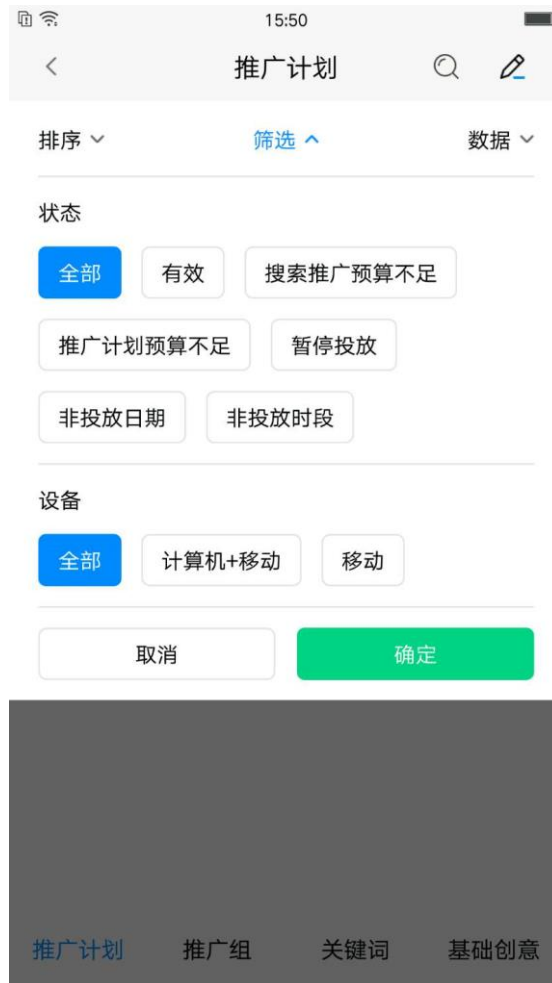 15:50
推广计划
排序 筛选 数据
状态
全部 有效 搜索推广预算不足
推广计划预算不足 暂停投放
非投放日期 非投放时段
设备
全部 计算机+移动 移动
取消 确定
推广计划 推广组 关键词 基础创意